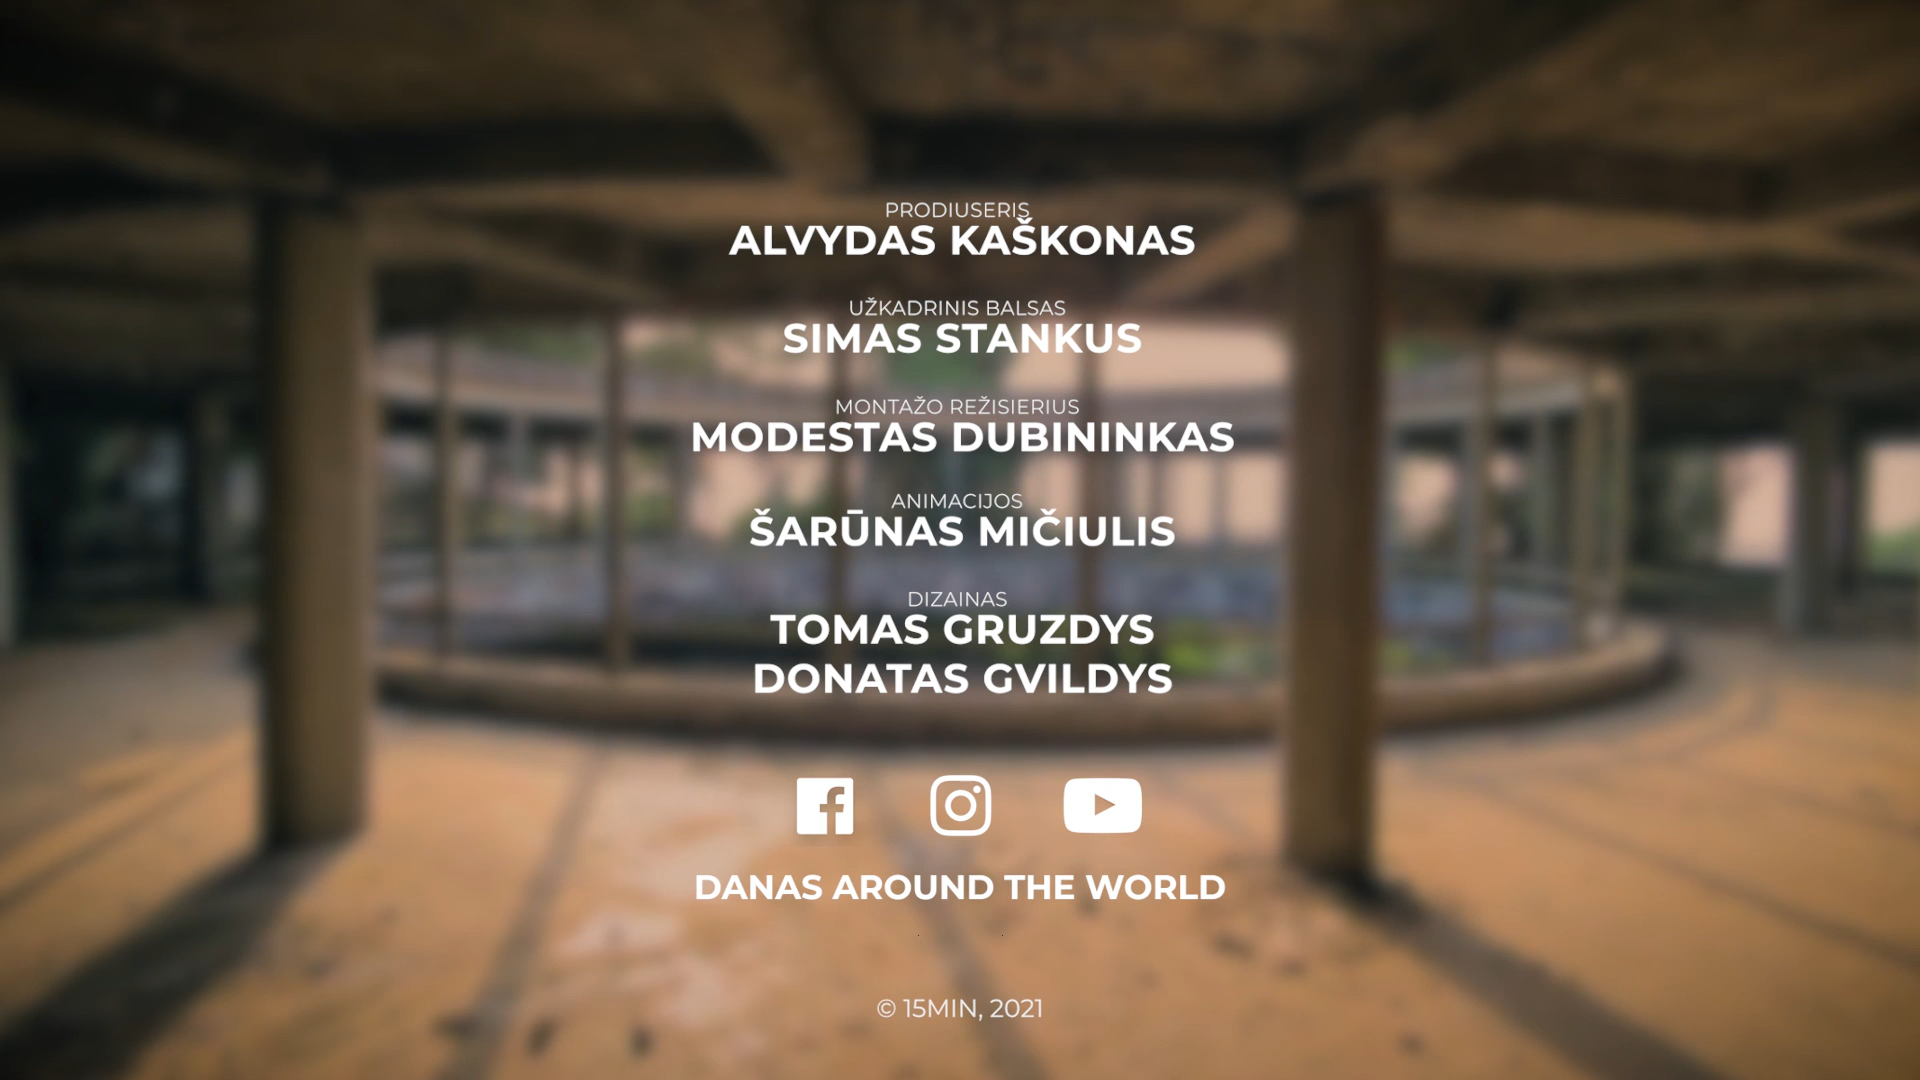 PRODIUSERIS
ALVYDAS KAŠKONAS
UŽKADRINIS BALSAS
SIMAS STANKUS
MONTAŽO REŽISIERIUS
MODESTAS DUBININKAS
ANIMACIJOS
ŠARŪNAS MIČIULIS
DIZAINAS
TOMAS GRUZDYS
DONATAS GVILDYS
DANAS AROUND THE WORLD
© 15MIN, 2021